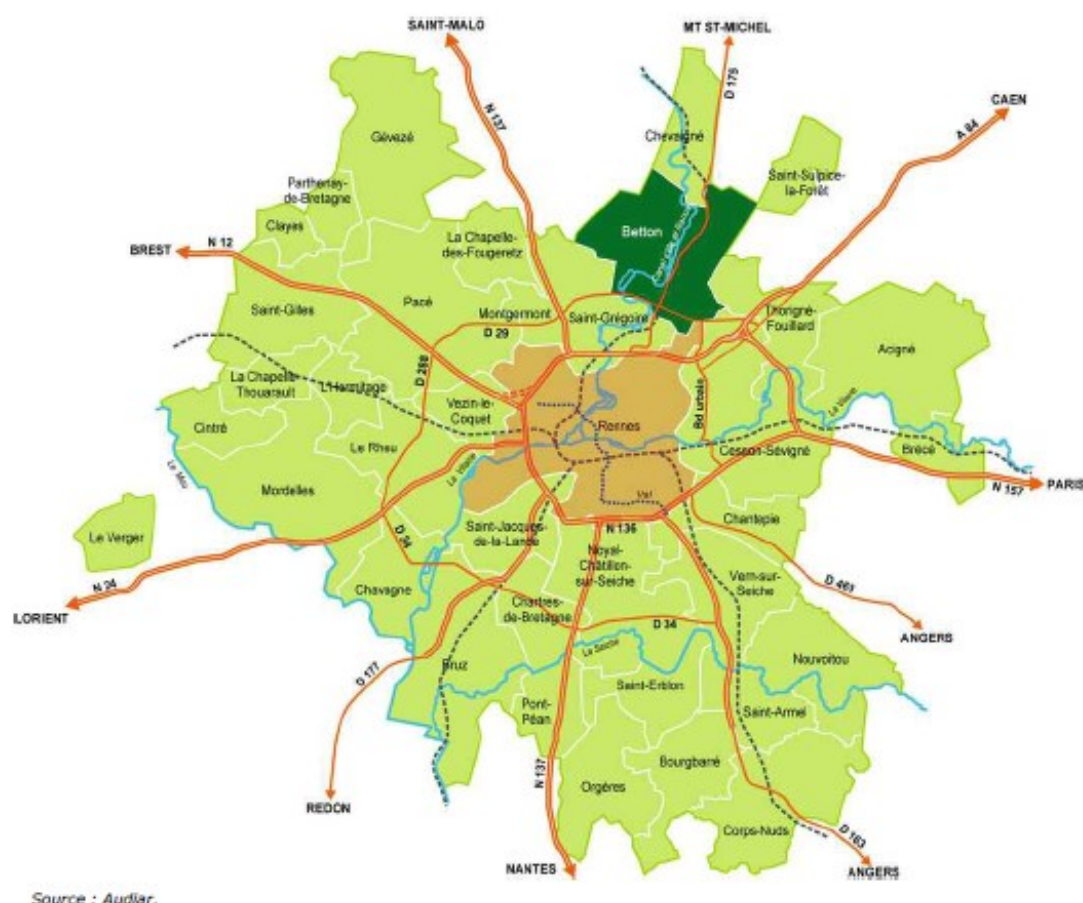 SAINT-MALO
MT ST-MICHEL
D 175
N 137
CAEN
A 84
Gévezé
Chevaigné
Saint-Sulpice-
la-Forêt
Parthenay-
de-Bretagne
Clayes
Betton
La Chapelle-
des-Fougeretz
BREST
N 12
Pacé
Saint-Gilles
Montgermont
Saint-Grégoire
Thorigné-
Fouillard
D 29
Acigné
La Chapelle-
Thouarault
L'Hermitage
Vezin-le-
Coquet
Bd urbain
La Vilaine
Rennes
Cintré
Le Rheu
Cesson-Sévigné
Brécé
La Vilaine
PARIS
N 157
Mordelles
Chantepie
Saint-Jacques-
de-la-Lande
N 136
Le Verger
D 34
Noyal-
Châtillon-
sur-Seiche
Vern-sur-
Seiche
N 24
LORIENT
Chavagne
Chartres-
de-Bretagne
D 463
ANGERS
D 34
La Seiche
Nouvoitou
Bruz
D 177
Saint-Erblon
Pont-
Péan
Saint-Armel
Bourgbarré
N 137
Orgères
REDON
Corps-Nuds
D 163
NANTES
ANGERS
Source : Audiar.